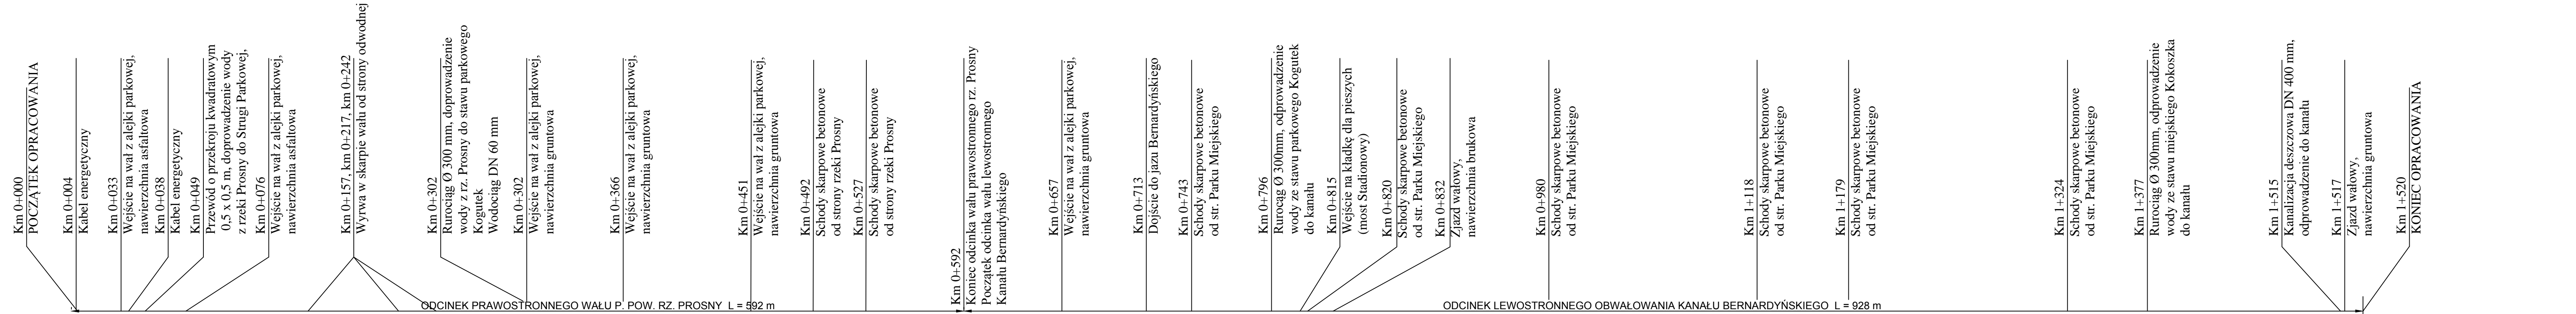 Km 0+000
POCZĄTEK OPRACOWANIA
Km 0+004
Kabel energetyczny
Km 0+033
Wejście na wał z alejki parkowej,
nawierzchnia asfaltowa
Km 0+038
Kabel energetyczny
Km 0+049
Przewód o przekroju kwadratowym
0,5 x 0,5 m, doprowadzenie wody
z rzeki Prosny do Strugi Parkowej,
Km 0+076
Wejście na wał z alejki parkowej,
nawierzchnia asfaltowa
Km 0+157, km 0+217, km 0+242
Wyrwa w skarpie wału od strony odwodnej
Km 0+302
Rurociąg Ø 300 mm, doprowadzenie
wody z rz. Prosny do stawu parkowego
Kogutek
Wodociąg DN 60 mm
Km 0+302
Wejście na wał z alejki parkowej,
nawierzchnia gruntowa
Km 0+366
Wejście na wał z alejki parkowej,
nawierzchnia gruntowa
Km 0+451
Wejście na wał z alejki parkowej,
nawierzchnia gruntowa
Km 0+492
Schody skarpowe betonowe
od strony rzeki Prosny
Km 0+527
Schody skarpowe betonowe
od strony rzeki Prosny
Km 0+592
Koniec odcinka wału prawostronnego rz. Prosny
Początek odcinka wału lewostronnego
Kanału Bernardyńskiego
Km 0+657
Wejście na wał z alejki parkowej,
nawierzchnia gruntowa
Km 0+713
Dojście do jazu Bernardyńskiego
Km 0+743
Schody skarpowe betonowe
od str. Parku Miejskiego
Km 0+796
Rurociąg Ø 300mm, odprowadzenie
wody ze stawu parkowego Kogutek
do kanału
Km 0+815
Wejście na kładkę dla pieszych
(most Stadionowy)
Km 0+820
Schody skarpowe betonowe
od str. Parku Miejskiego
Km 0+832
Zjazd wałowy,
nawierzchnia brukowa
Km 0+980
Schody skarpowe betonowe
od str. Parku Miejskiego
Km 1+118
Schody skarpowe betonowe
od str. Parku Miejskiego
Km 1+179
Schody skarpowe betonowe
od str. Parku Miejskiego
Km 1+324
Schody skarpowe betonowe
od str. Parku Miejskiego
Km 1+377
Rurociąg Ø 300mm, odprowadzenie
wody ze stawu miejskiego Kokoszka
do kanału
Km 1+515
Kanalizacja deszczowa DN 400 mm,
odprowadzenie do kanału
Km 1+517
Zjazd wałowy,
nawierzchnia gruntowa
Km 1+520
KONIEC OPRACOWANIA
ODCINEK PRAWOSTRONNEGO WAŁU P. POW. RZ. PROSNY L = 592 m
ODCINEK LEWOSTRONNEGO OBWAŁOWANIA KANAŁU BERNARDYŃSKIEGO L = 928 m